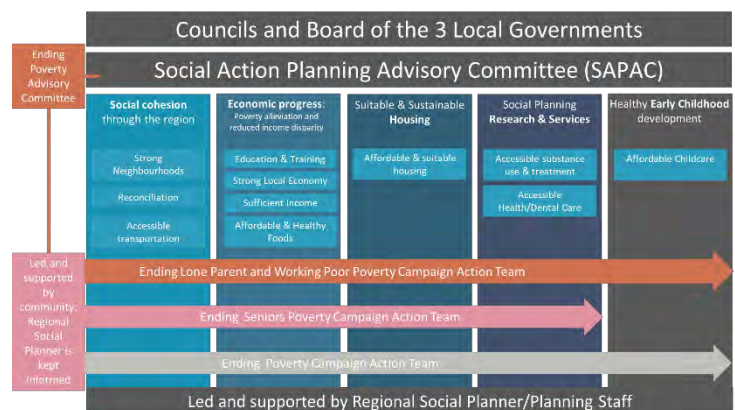 Councils and Board of the 3 Local Governments
Social Action Planning Advisory Committee (SAPAC)
Ending
Poverty
Advisory
Committee
Social cohesion
through the region
Strong
Neighbourhoods
Reconciliation
Accessible
transportation
Economic progress:
Poverty alleviation and
reduced income disparity
Education & Training
Strong Local Economy
Sufficient Income
Affordable & Healthy
Foods
Suitable & Sustainable
Housing
Affordable & suitable
housing
Social Planning
Research & Services
Accessible substance
use & treatment
Accessible
Health/Dental Care
Healthy Early Childhood
development
Affordable Childcare
Led and
supported
by
community;
Regional
Social
Planner is
kept
informed
Ending Lone Parent and Working Poor Poverty Campaign Action Team
Ending Seniors Poverty Campaign Action Team
Ending Poverty Campaign Action Team
Led and supported by Regional Social Planner/Planning Staff